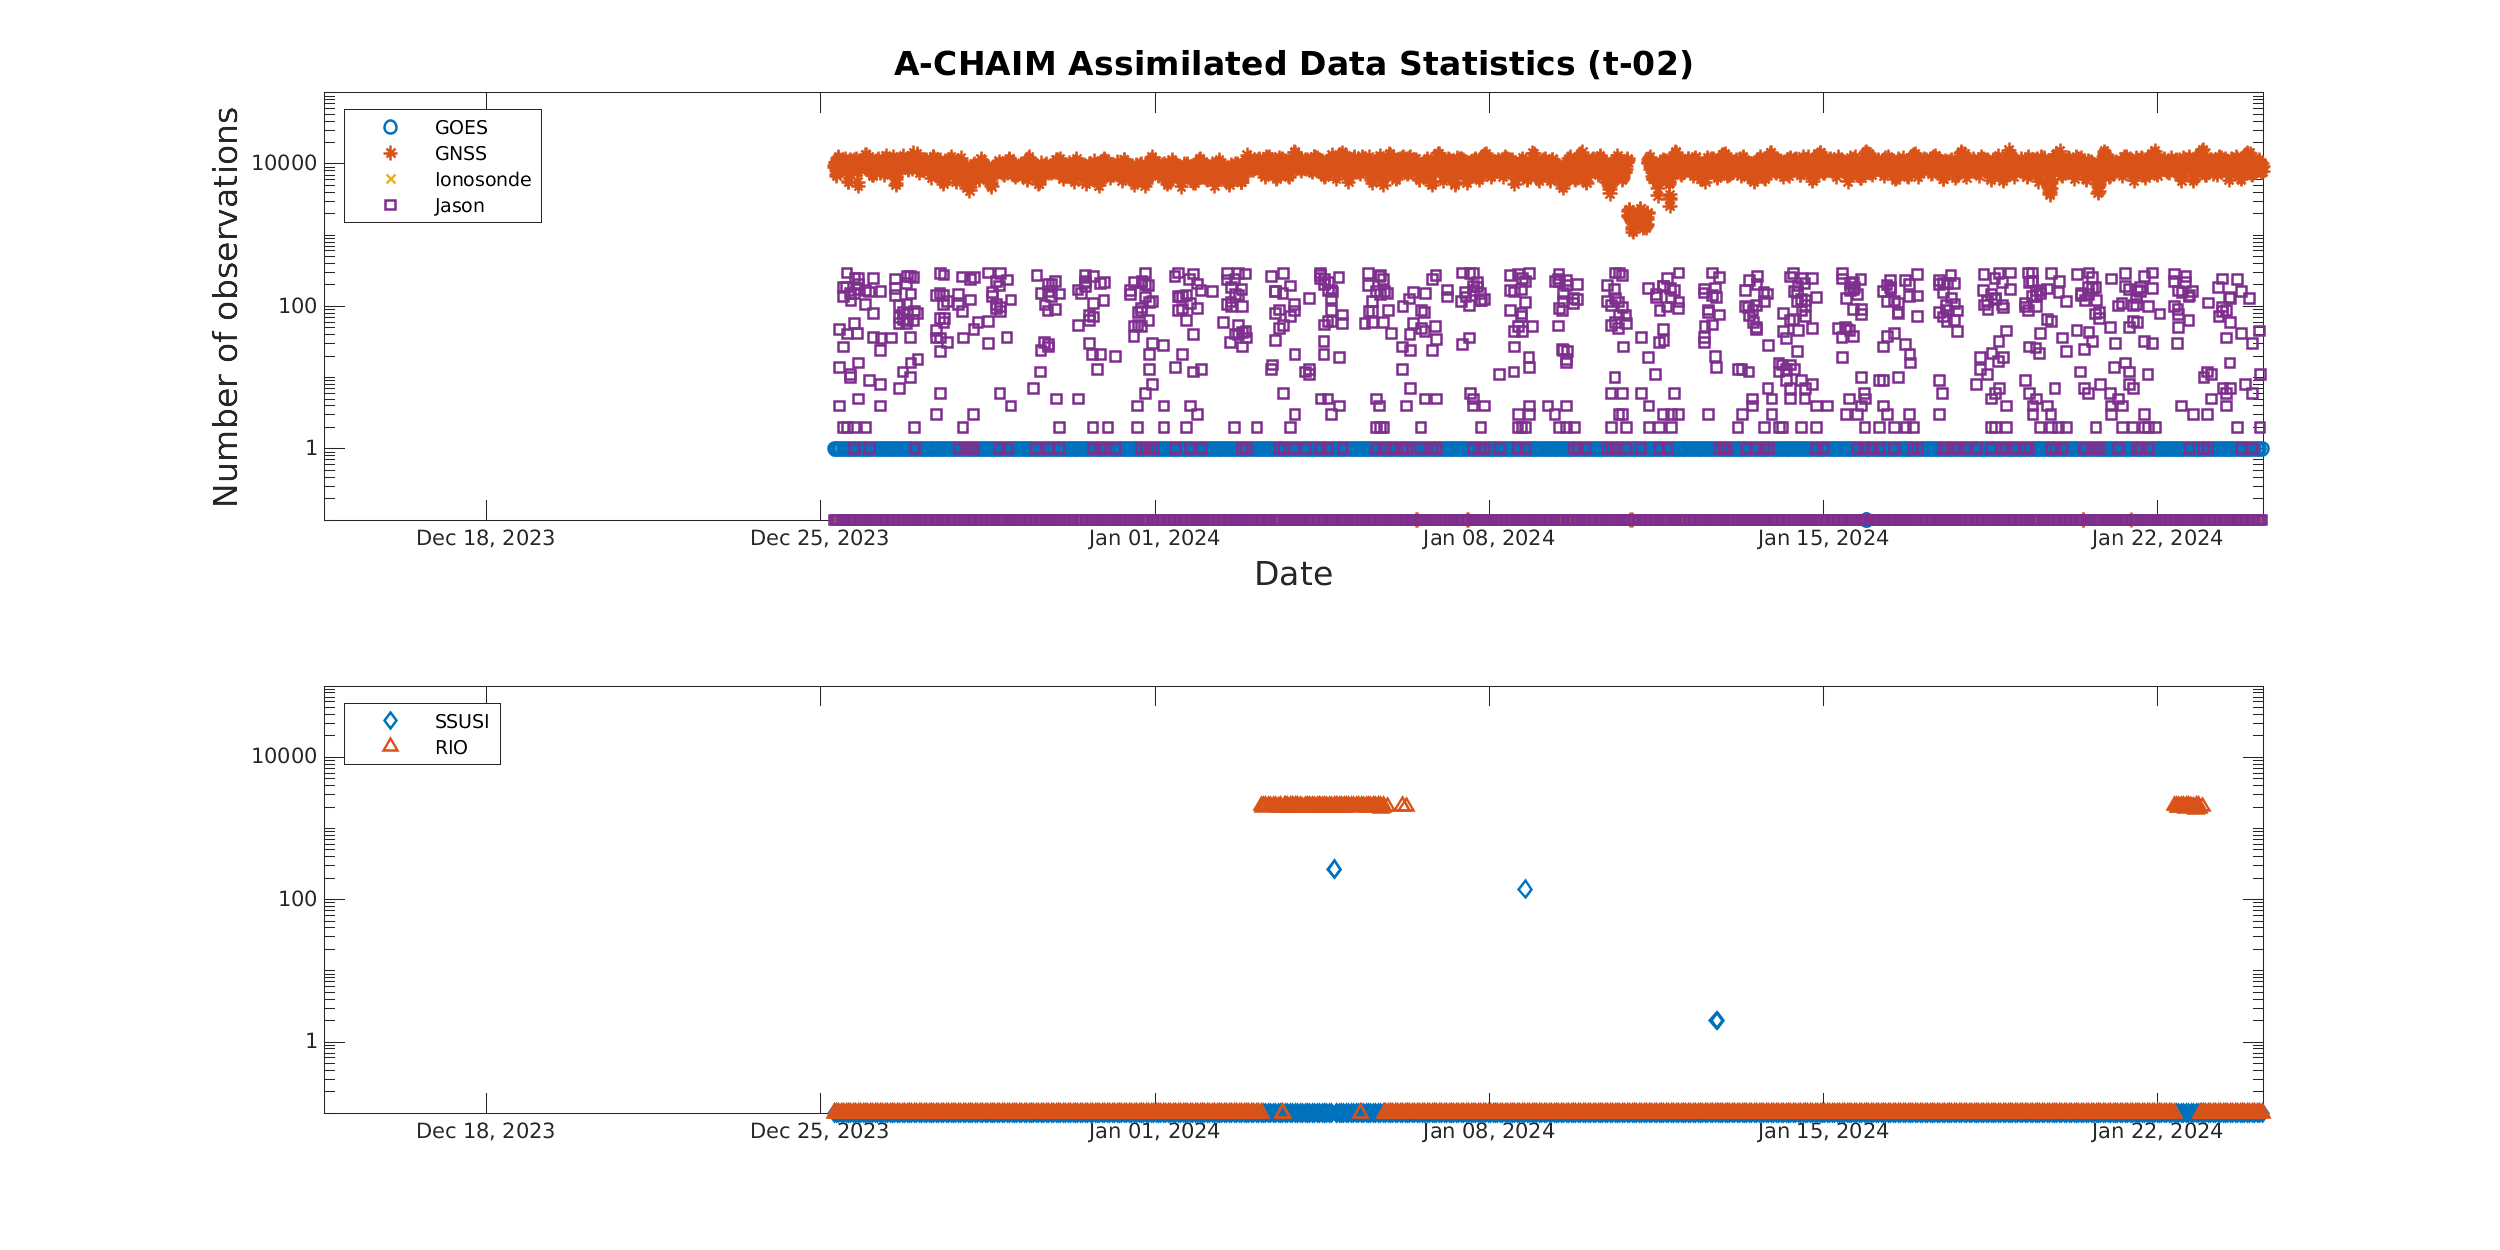 A-CHAIM Assimilated Data Statistics (t-02)
Number of observations
10000
100
1
GOES
GNSS
Ionosonde
Jason
Dec 18, 2023
Dec 25, 2023
Jan 01, 2024
Jan 08, 2024
Jan 15, 2024
Jan 22, 2024
Date
10000
100
1
SSUSI
RIO
Dec 18, 2023
Dec 25, 2023
Jan 01, 2024
Jan 08, 2024
Jan 15, 2024
Jan 22, 2024